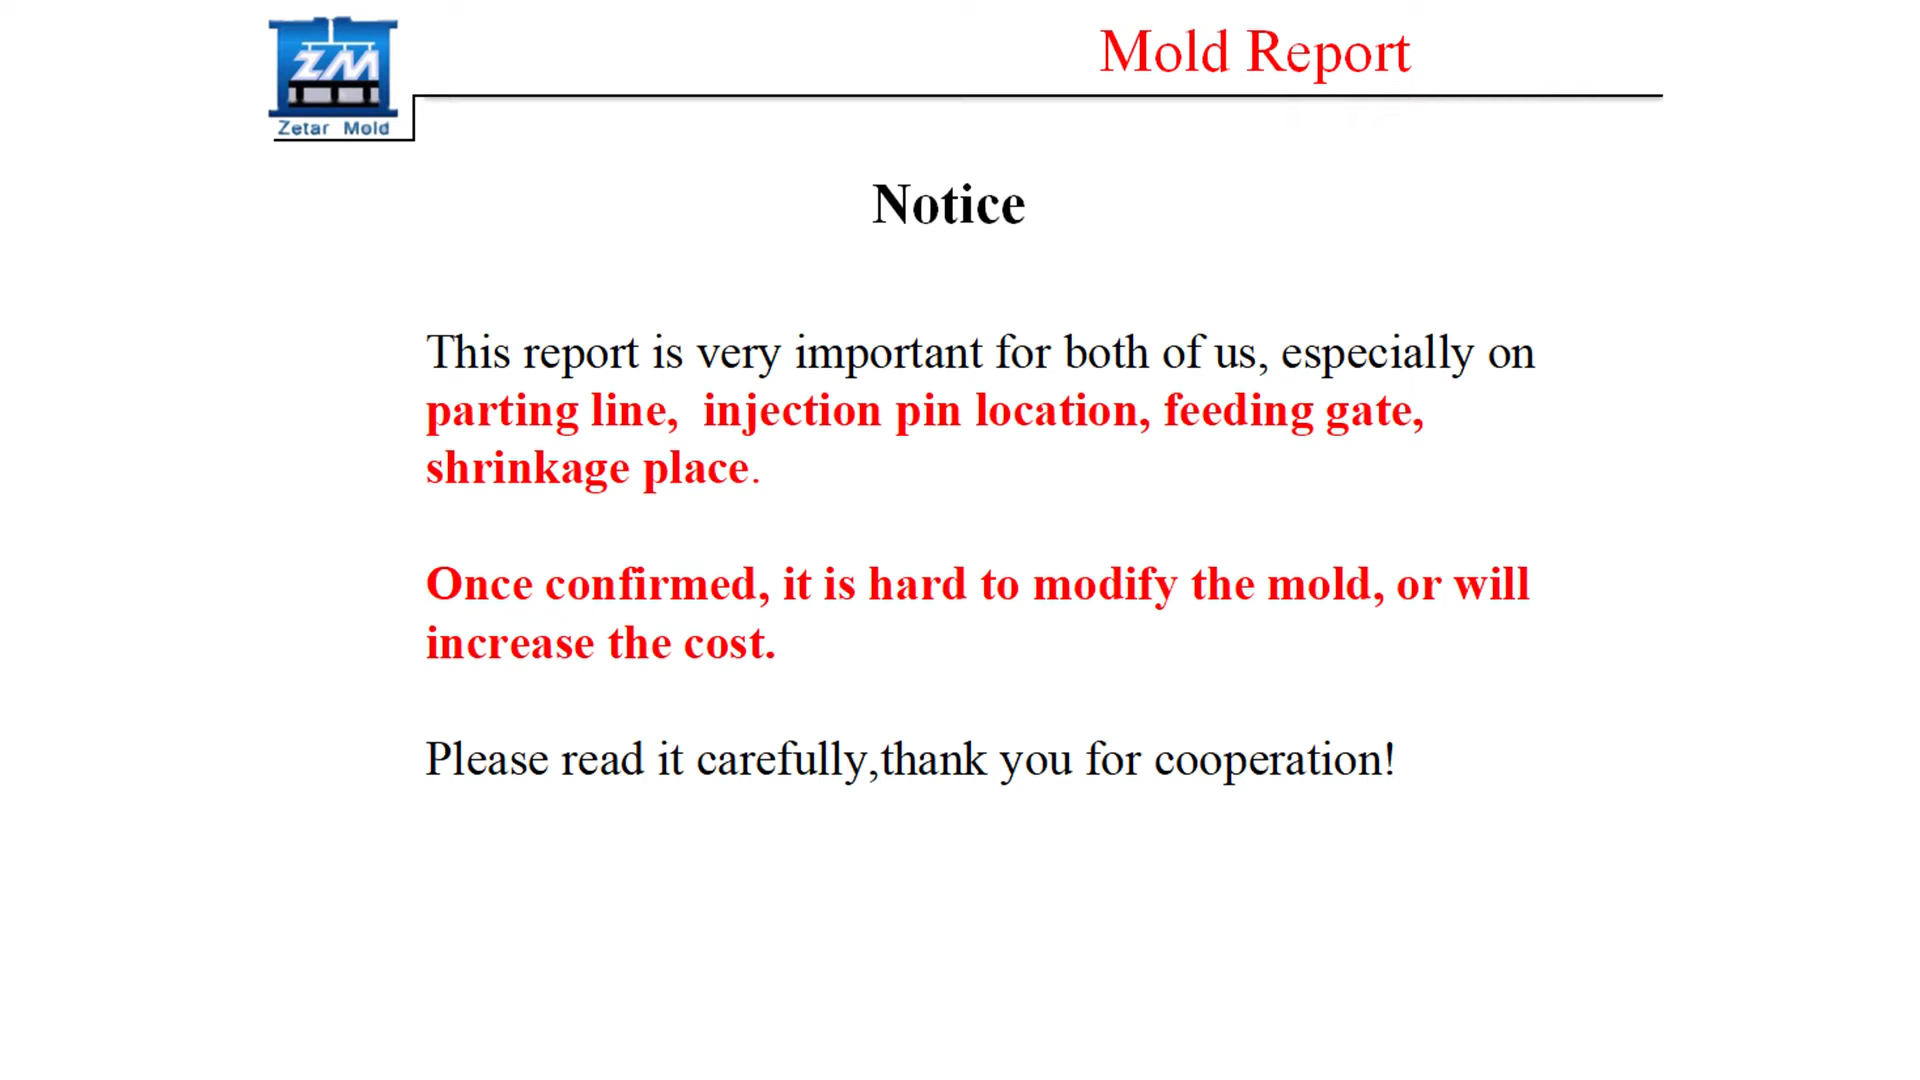 ZM
Zetar Mold
Mold Report
Notice
This report is very important for both of us, especially on
parting line, injection pin location, feeding gate,
shrinkage place.
Once confirmed, it is hard to modify the mold, or will
increase the cost.
Please read it carefully,thank you for cooperation!